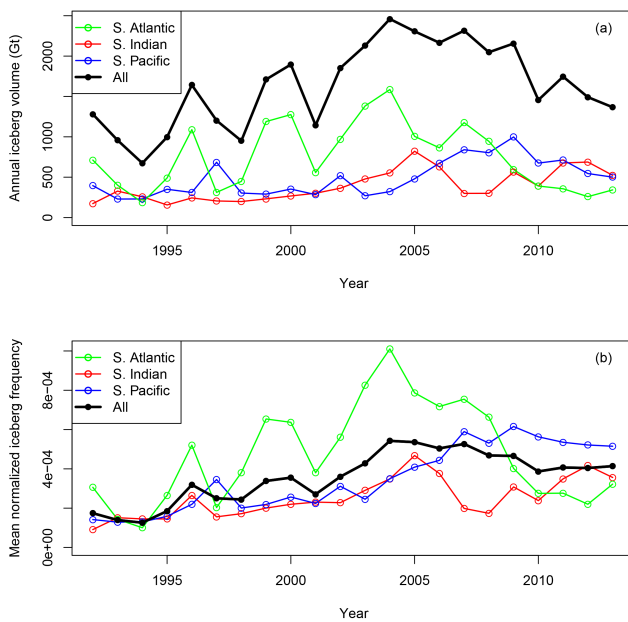 (a)
S. Atlantic
S. Indian
S. Pacific
All
Annual iceberg volume (Gt)
0
500
1000
2000
1995
2000
2005
2010
Year
(b)
S. Atlantic
S. Indian
S. Pacific
All
Mean normalized iceberg frequency
0e+00
4e-04
8e-04
1995
2000
2005
2010
Year